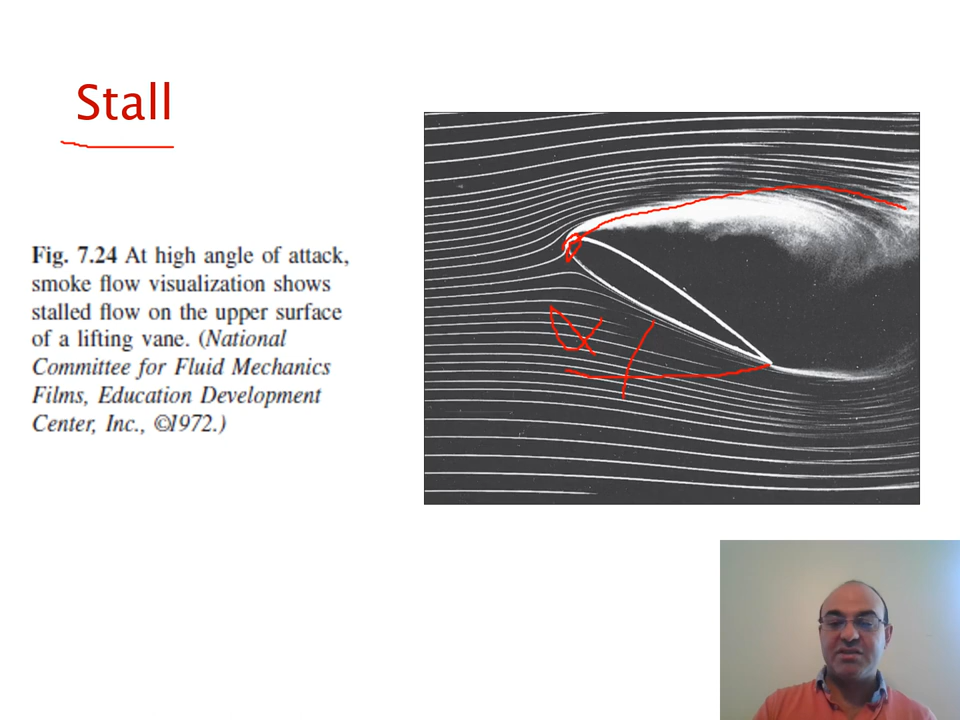 Stall
Fig. 7.24 At high angle of attack,
smoke flow visualization shows
stalled flow on the upper surface
of a lifting vane. (National
Committee for Fluid Mechanics
Films, Education Development
Center, Inc., ©1972.)
α